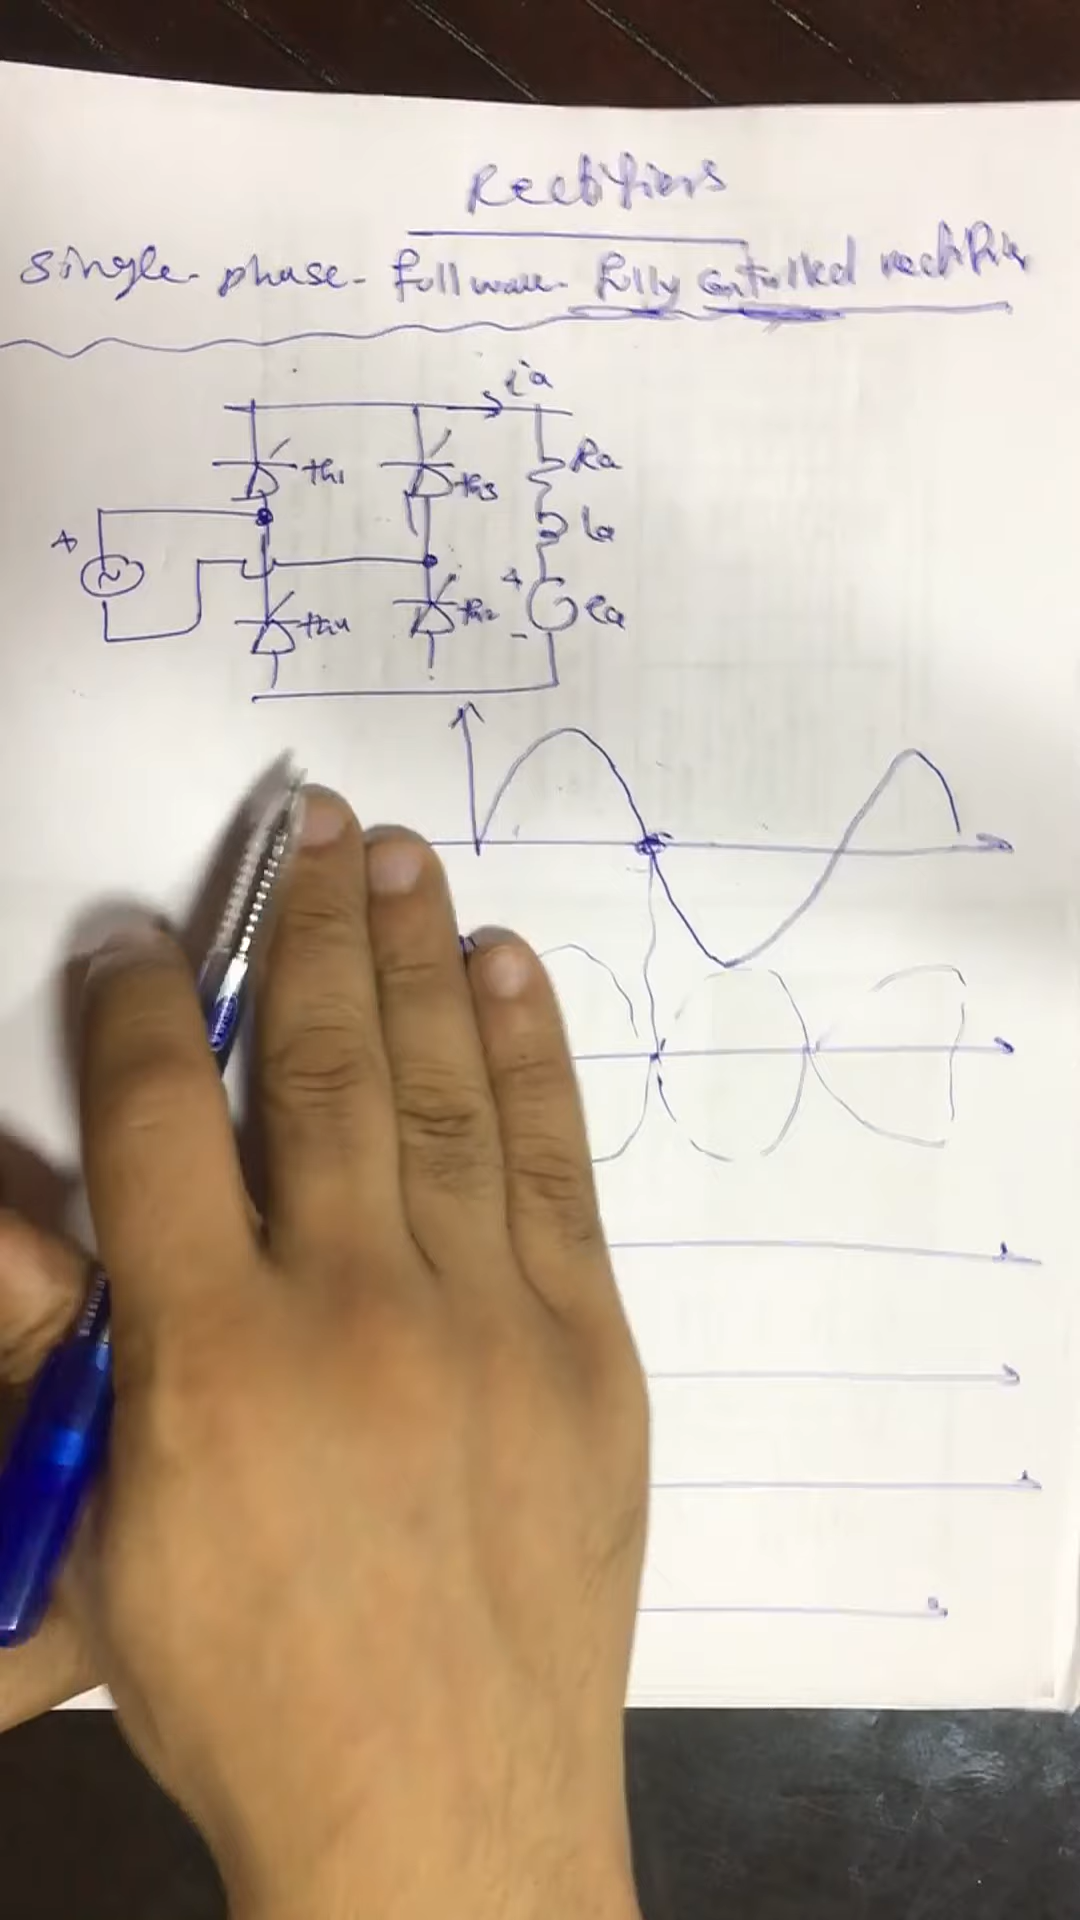 Rectifiers
single-phase-fullwave-fully controlled rectifier
ia
th1
th3
Ra
La
+
~
th4
th2
+
ea
-